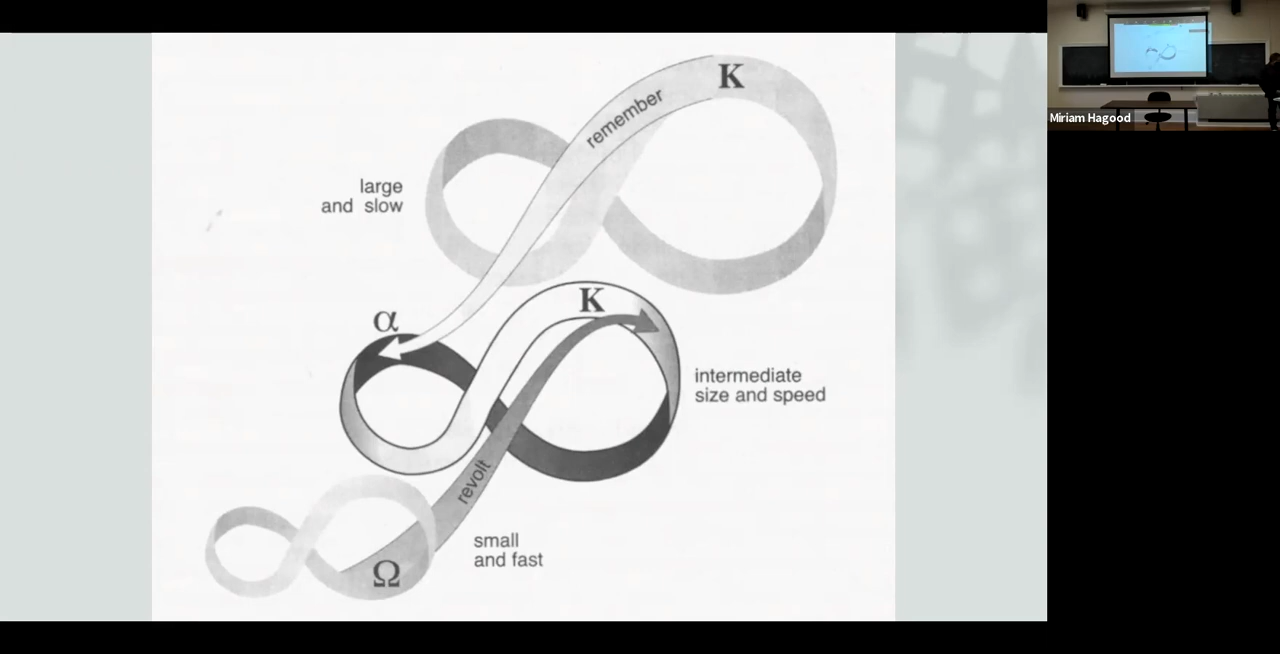 K
remember
large
and slow
K
α
intermediate
size and speed
revolt
small
and fast
Ω
Miriam Hagood